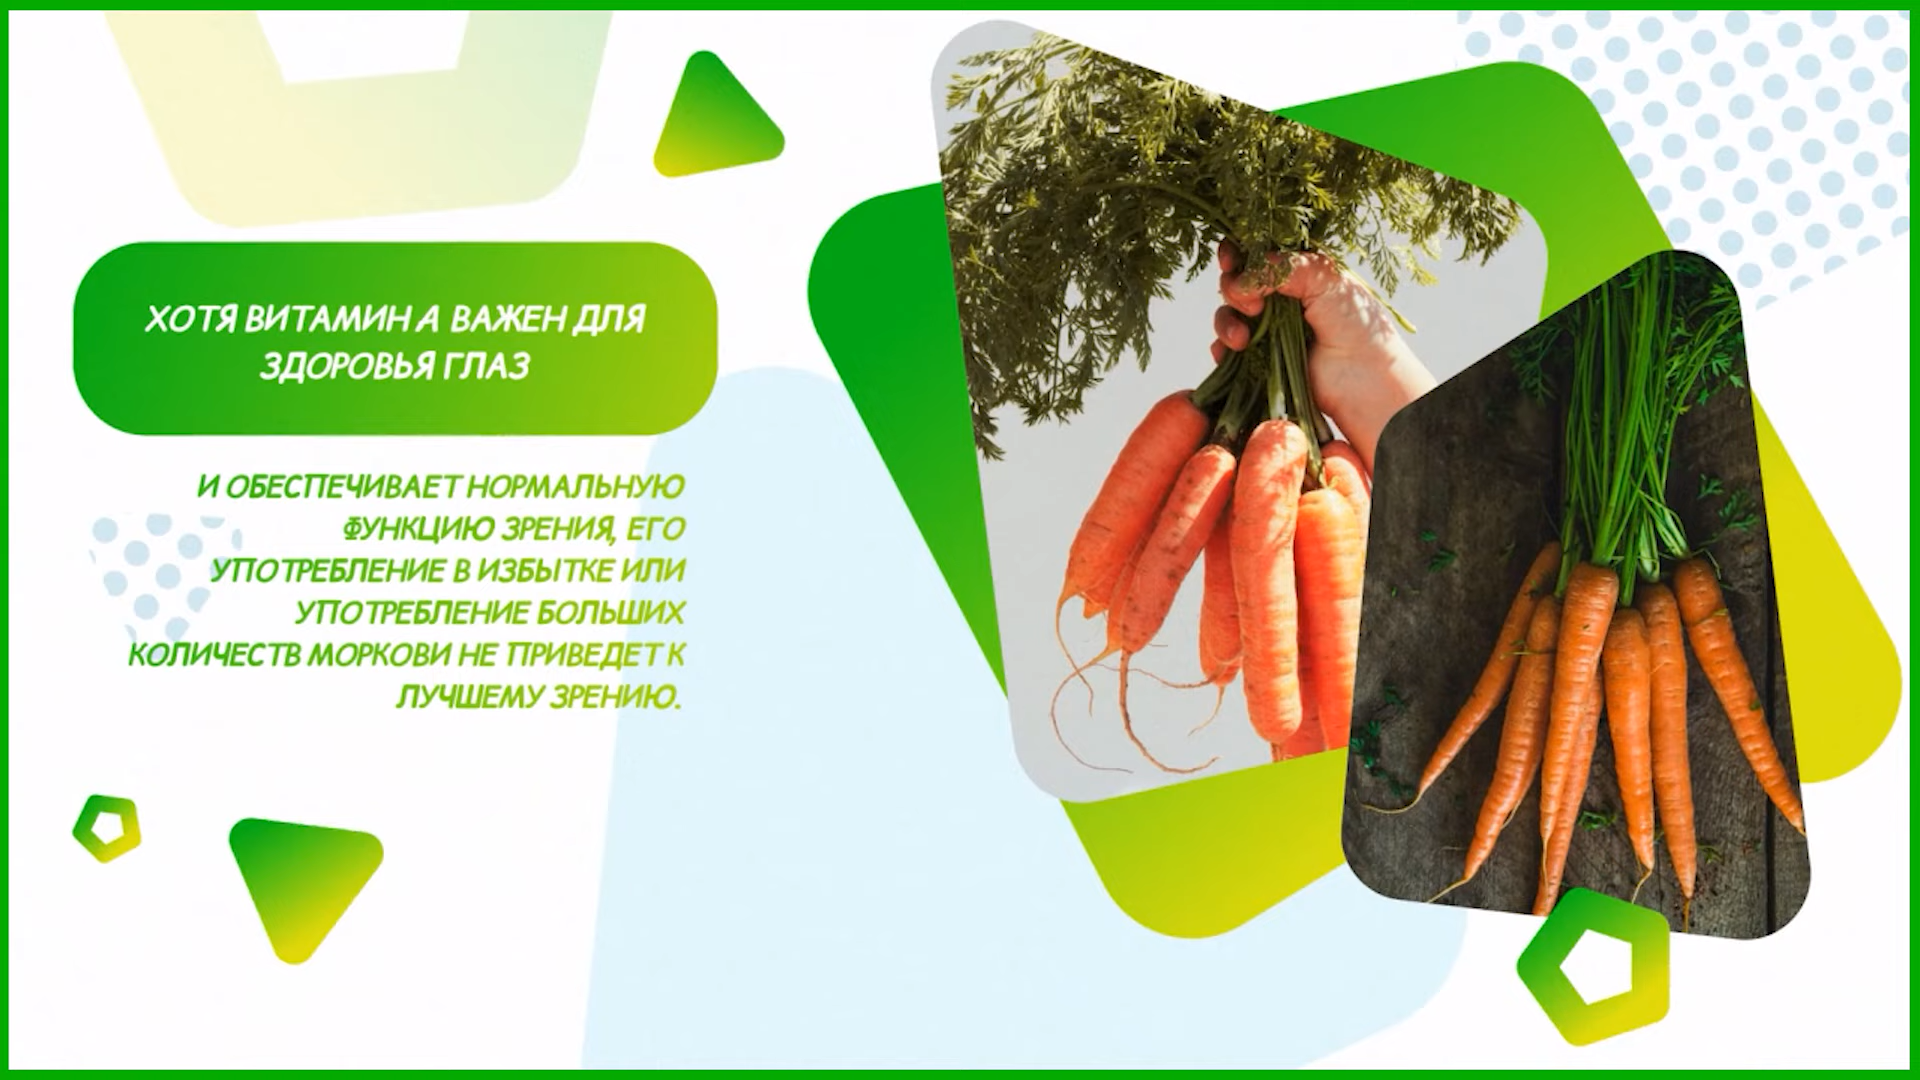 ХОТЯ ВИТАМИН А ВАЖЕН ДЛЯ
ЗДОРОВЬЯ ГЛАЗ
И ОБЕСПЕЧИВАЕТ НОРМАЛЬНУЮ
ФУНКЦИЮ ЗРЕНИЯ, ЕГО
УПОТРЕБЛЕНИЕ В ИЗБЫТКЕ ИЛИ
УПОТРЕБЛЕНИЕ БОЛЬШИХ
КОЛИЧЕСТВ МОРКОВИ НЕ ПРИВЕДЕТ К
ЛУЧШЕМУ ЗРЕНИЮ.